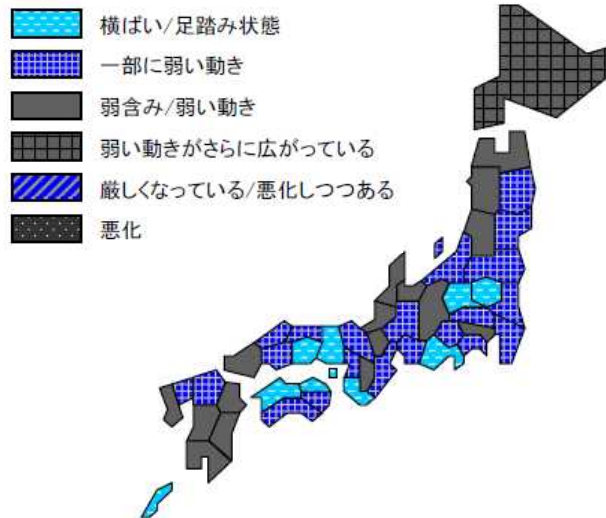 横ばい/足踏み状態
一部に弱い動き
弱含み/弱い動き
弱い動きがさらに広がっている
厳しくなっている/悪化しつつある
悪化